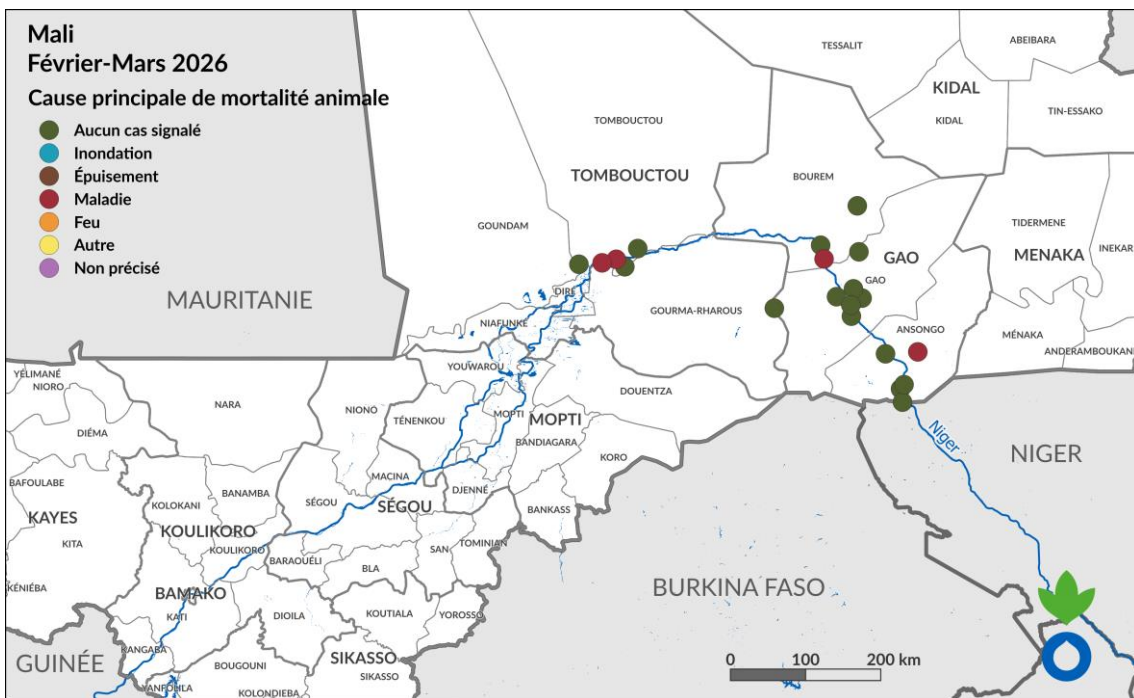 Mali
Février-Mars 2026
Cause principale de mortalité animale
Aucun cas signalé
Inondation
Épuisement
Maladie
Feu
Autre
Non précisé
TESSALIT
ABEIBARA
KIDAL
KIDAL
TIN-ESSAKO
TOMBOUCTOU
TOMBOUCTOU
BOUREM
GOUNDAM
TIDERMENE
MENAKA
INEKAR
GAO
GAO
MAURITANIE
DIRE
NIAFUNKE
GOURMA-RHAROUS
ANSONGO
MÉNAKA
ANDERAMBOUKANE
YÉLIMANÉ
NIORO
YOUWAROU
NARA
NIONO
TÉNENKOU
DOUENTZA
MOPTI
MOPTI
DIÉMA
BANDIAGARA
KORO
Niger
NIGER
BAFOULABE
MACINA
BANAMBA
KOLOKANI
SÉGOU
SÉGOU
DJENNÉ
BANKASS
KAYES
KOULIKORO
KITA
KOULIKORO
BARAOUÉLI
SAN
TOMINIAN
BLA
KÉNIÉBA
BAMAKO
KATI
DIOILA
KOUTIALA
YOROSSO
BURKINA FASO
KANGABA
GUINÉE
BOUGOUNI
SIKASSO
SIKASSO
YANFOHLA
KOLONDIEBA
0 100 200 km